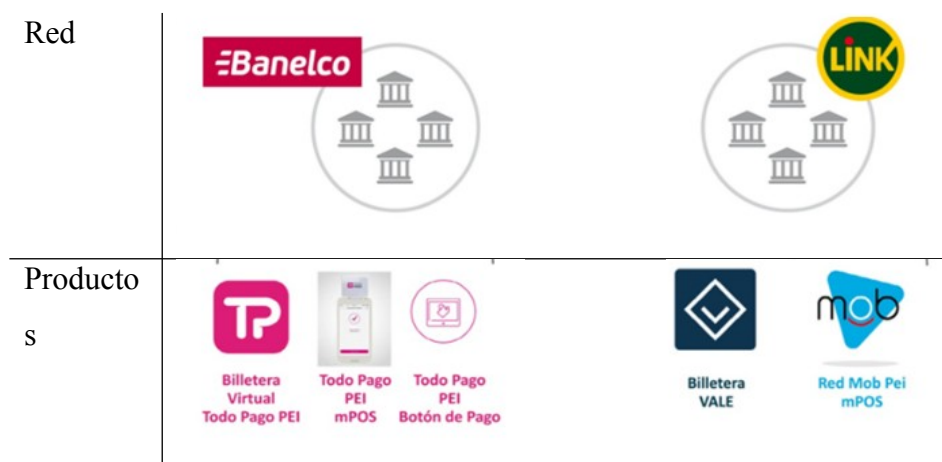 Red
Banelco
LINK
Producto
s
TP
mob
Billetera
Virtual
Todo Pago PEI
Todo Pago
PEI
mPOS
Todo Pago
PEI
Botón de Pago
Billetera
VALE
Red Mob Pei
mPOS